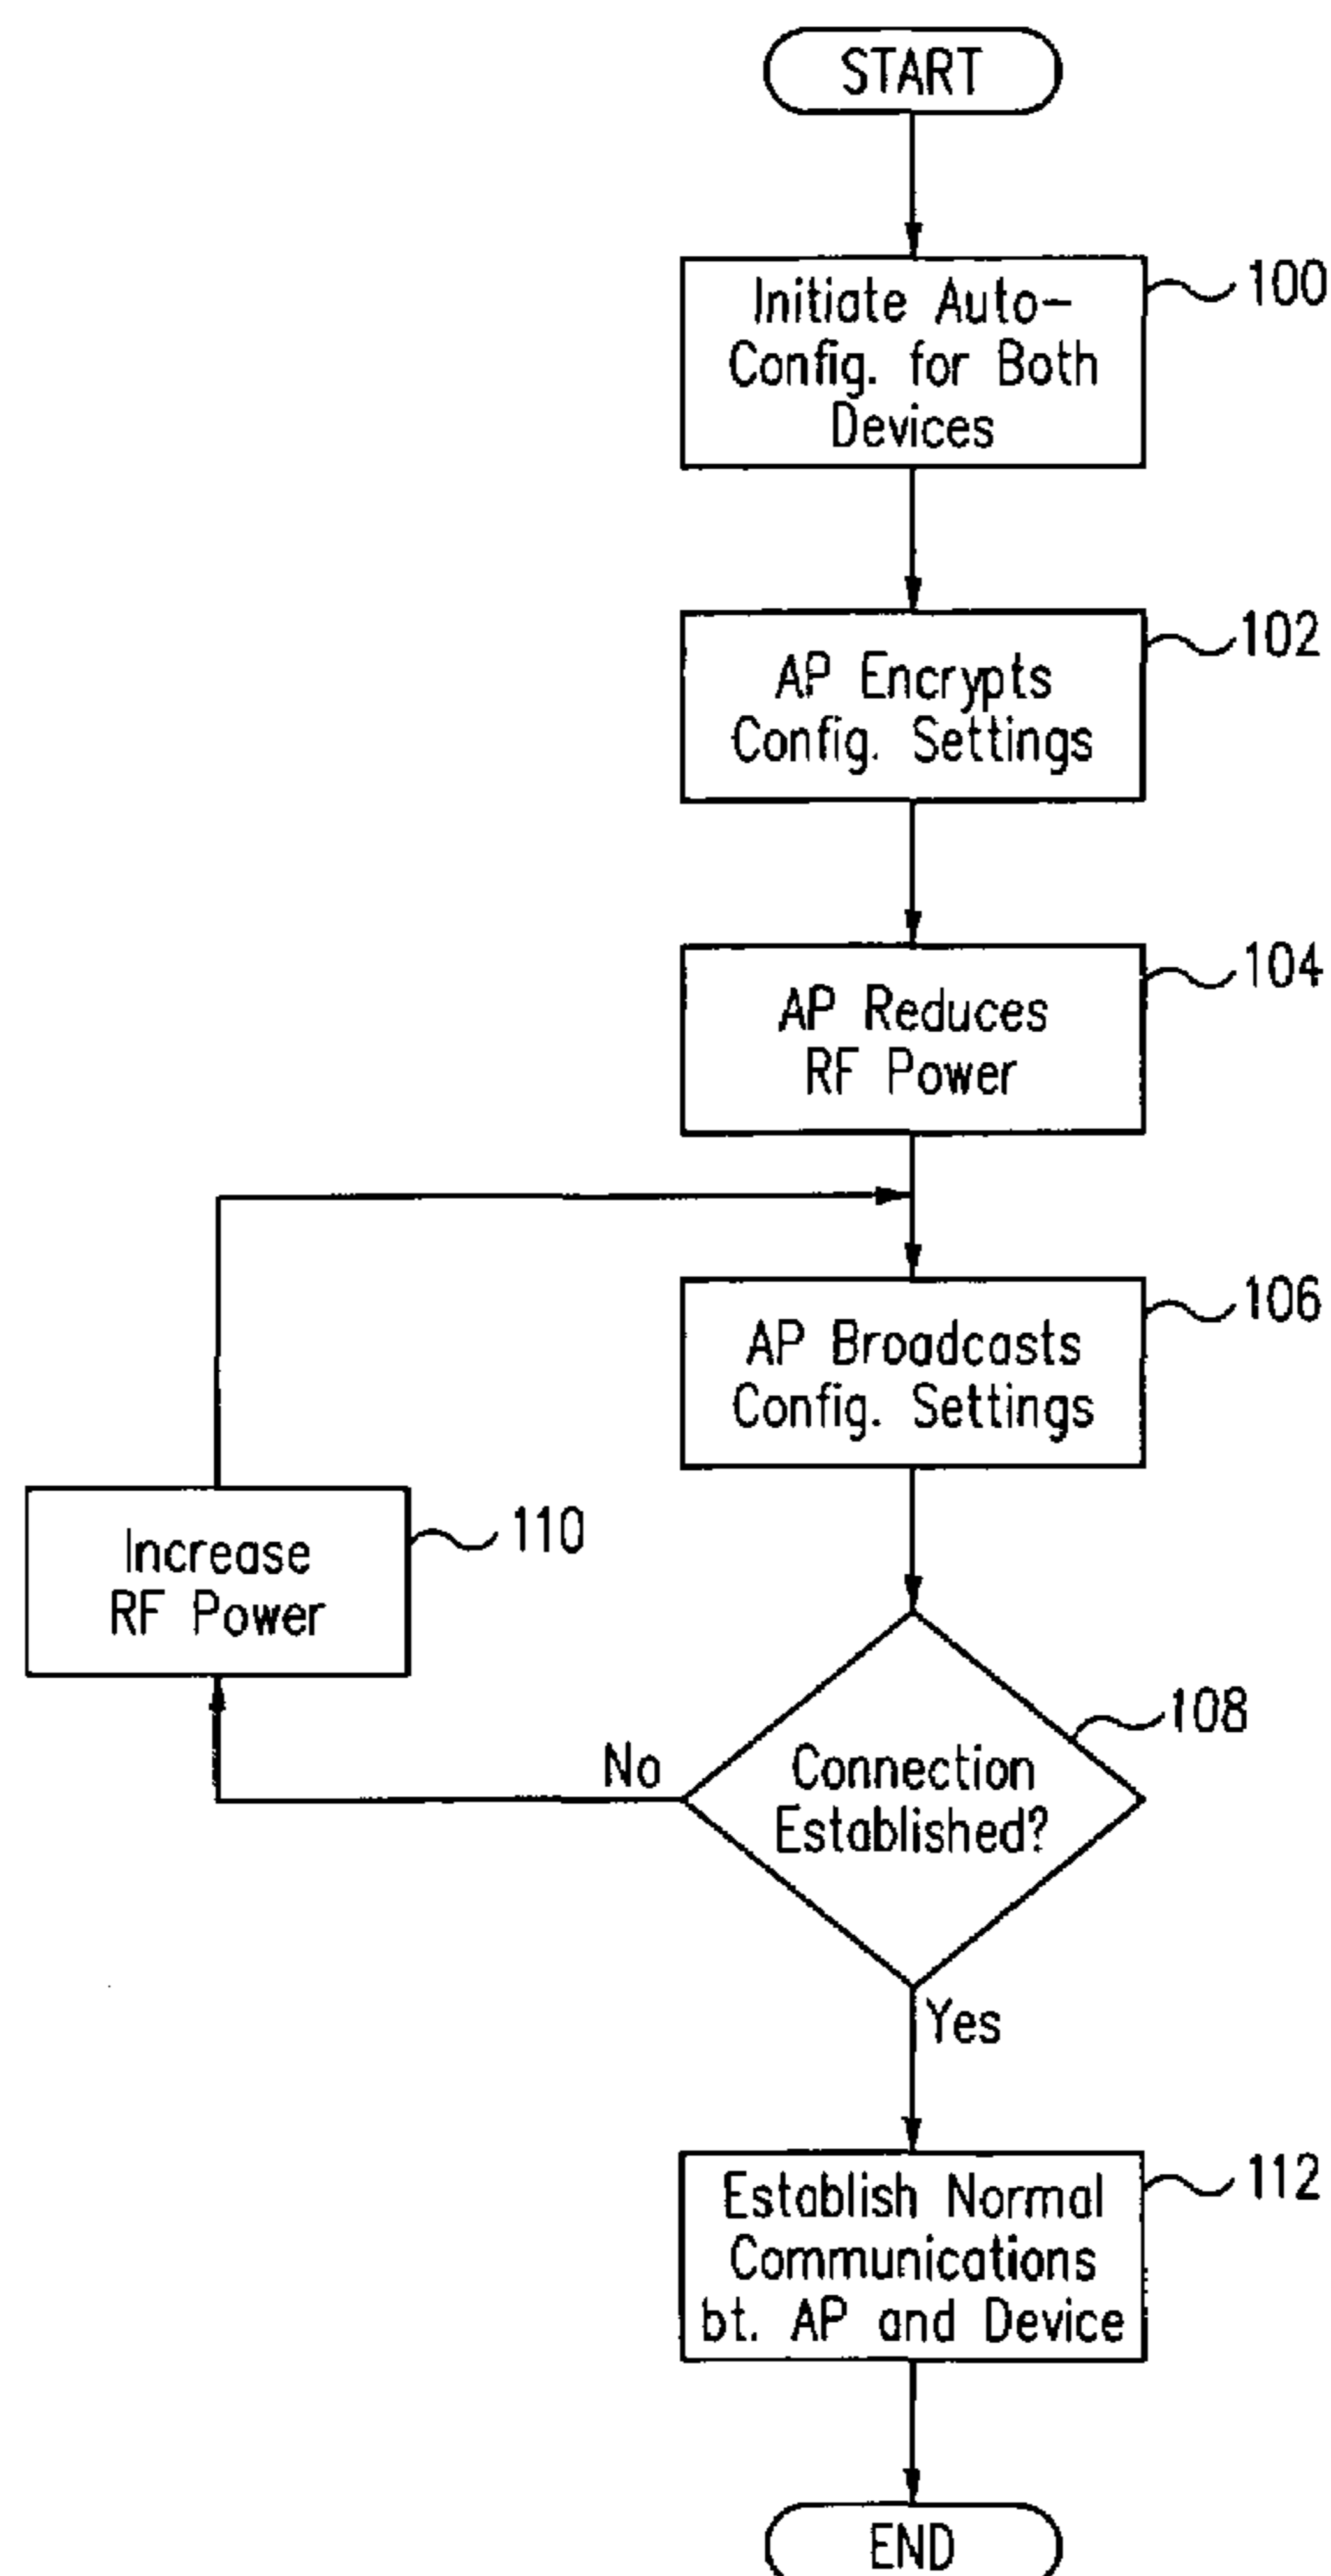 START
Initiate Auto-
Config. for Both
Devices
100
AP Encrypts
Config. Settings
102
AP Reduces
RF Power
104
AP Broadcasts
Config. Settings
106
Increase
RF Power
110
Connection
Established?
108
No
Yes
Establish Normal
Communications
bt. AP and Device
112
END